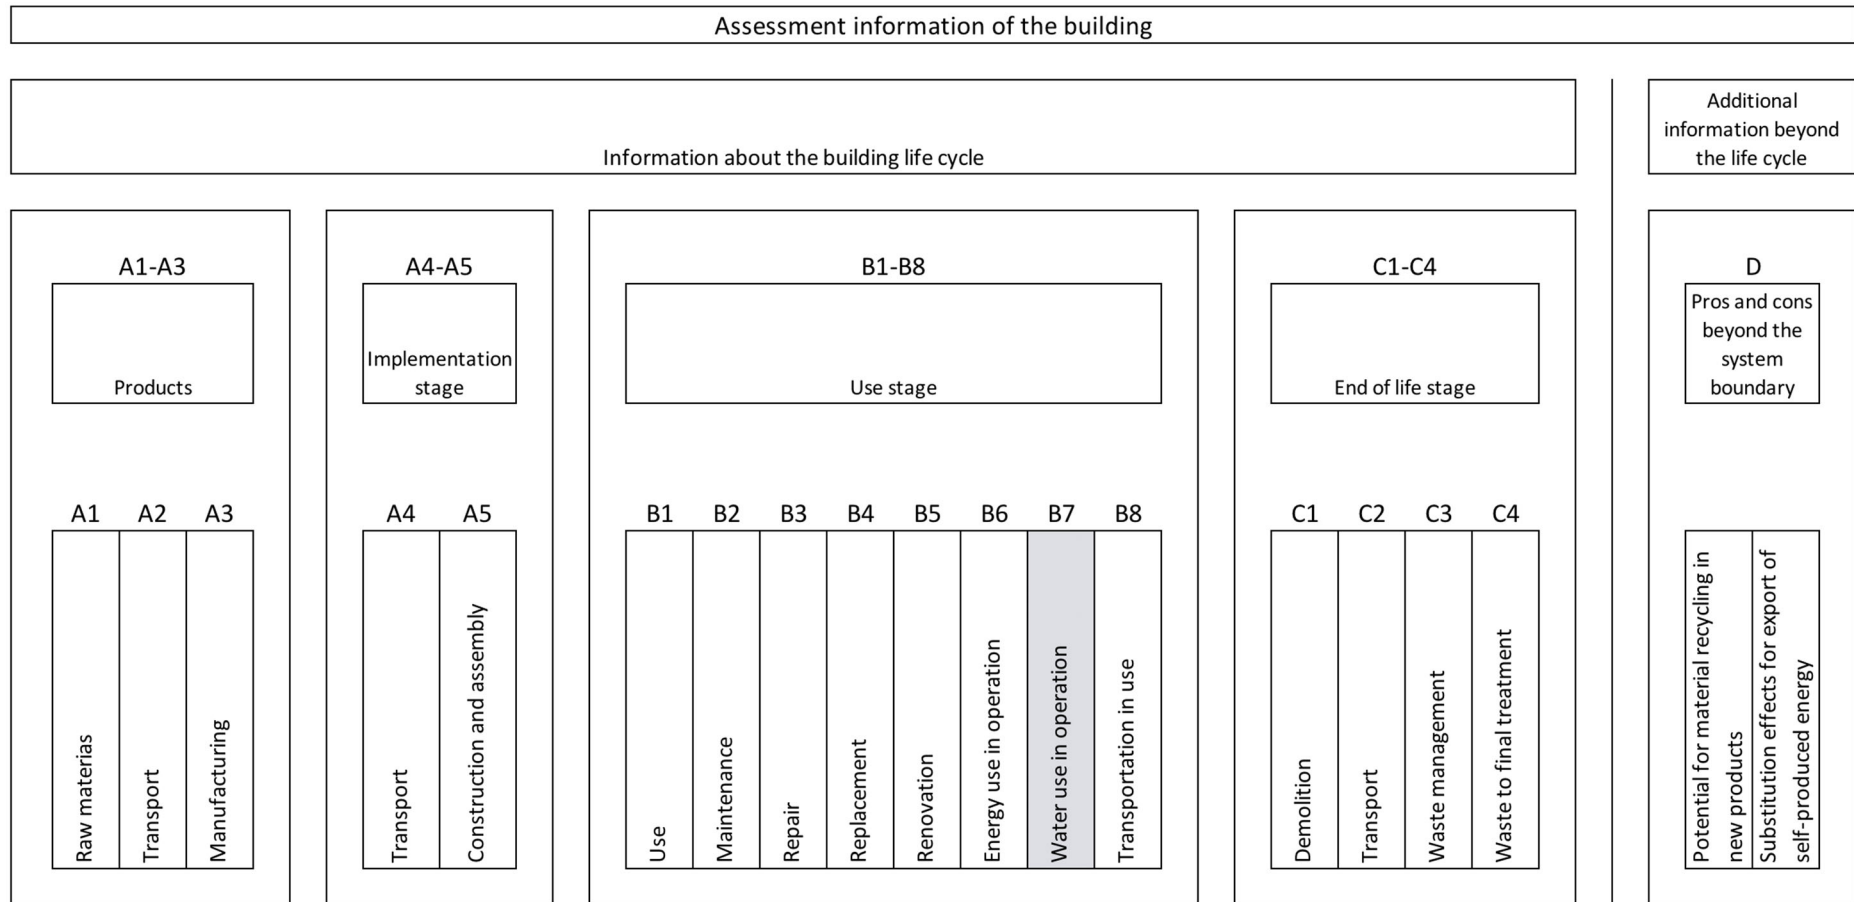 Assessment information of the building
Information about the building life cycle
Additional
information beyond
the life cycle
A1-A3
Products
A4-A5
Implementation
stage
B1-B8
Use stage
C1-C4
End of life stage
D
Pros and cons
beyond the
system
boundary
A1
A2
A3
A4
A5
B1
B2
B3
B4
B5
B6
B7
B8
C1
C2
C3
C4
Raw materias
Transport
Manufacturing
Transport
Construction and assembly
Use
Maintenance
Repair
Replacement
Renovation
Energy use in operation
Water use in operation
Transportation in use
Demolition
Transport
Waste management
Waste to final treatment
Potential for material recycling in
new products
Substitution effects for export of
self-produced energy